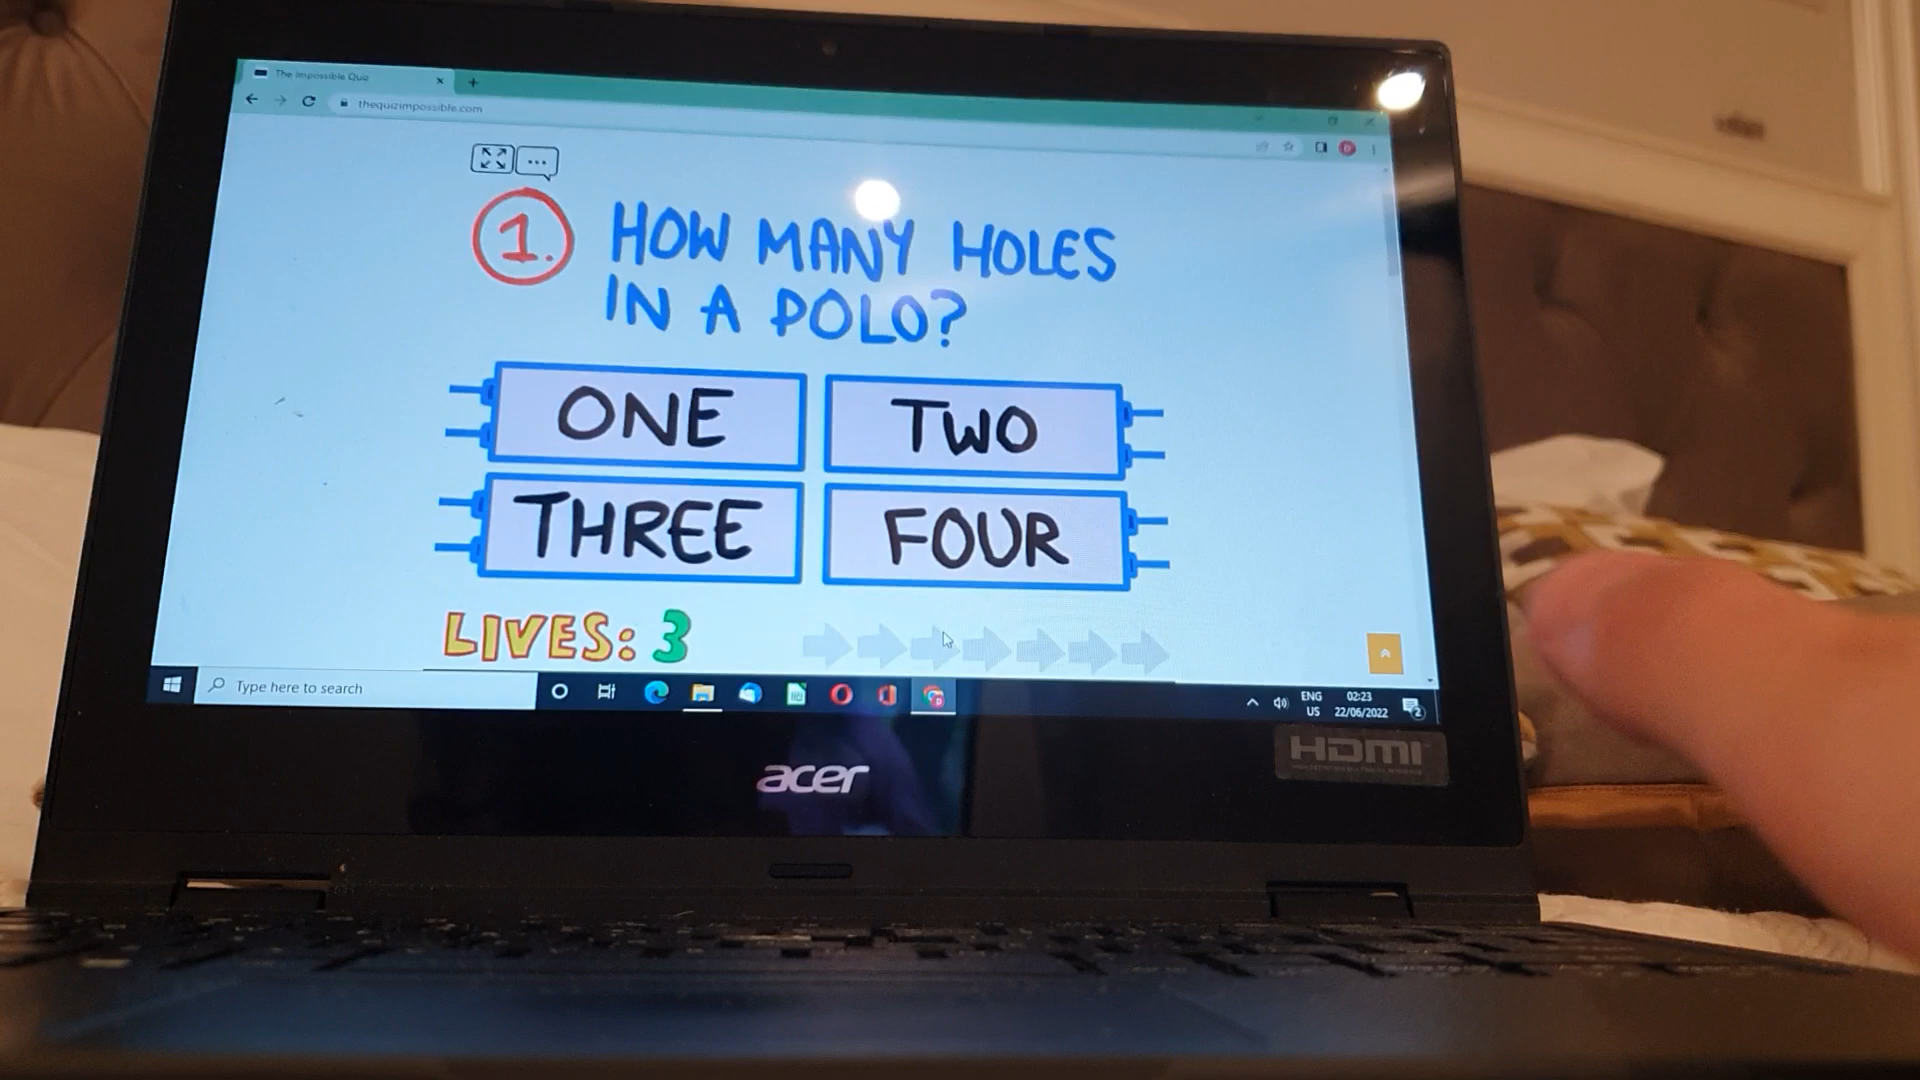 The Impossible Quiz
thequizimpossible.com
D
1. HOW MANY HOLES
IN A POLO?
ONE
TWO
THREE
FOUR
LIVES: 3
Type here to search
ENG
US
02:23
22/06/2022
2
HDMI
acer